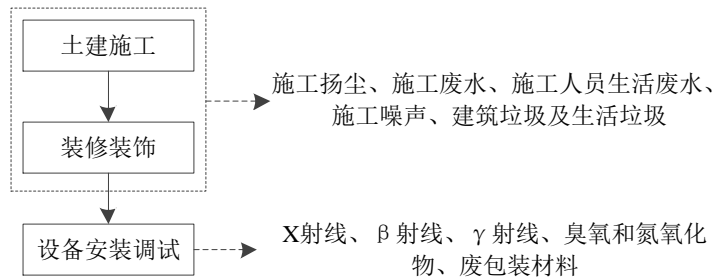 土建施工
施工扬尘、施工废水、施工人员生活废水、
施工噪声、建筑垃圾及生活垃圾
装修装饰
设备安装调试
X射线、β射线、γ射线、臭氧和氮氧化
物、废包装材料